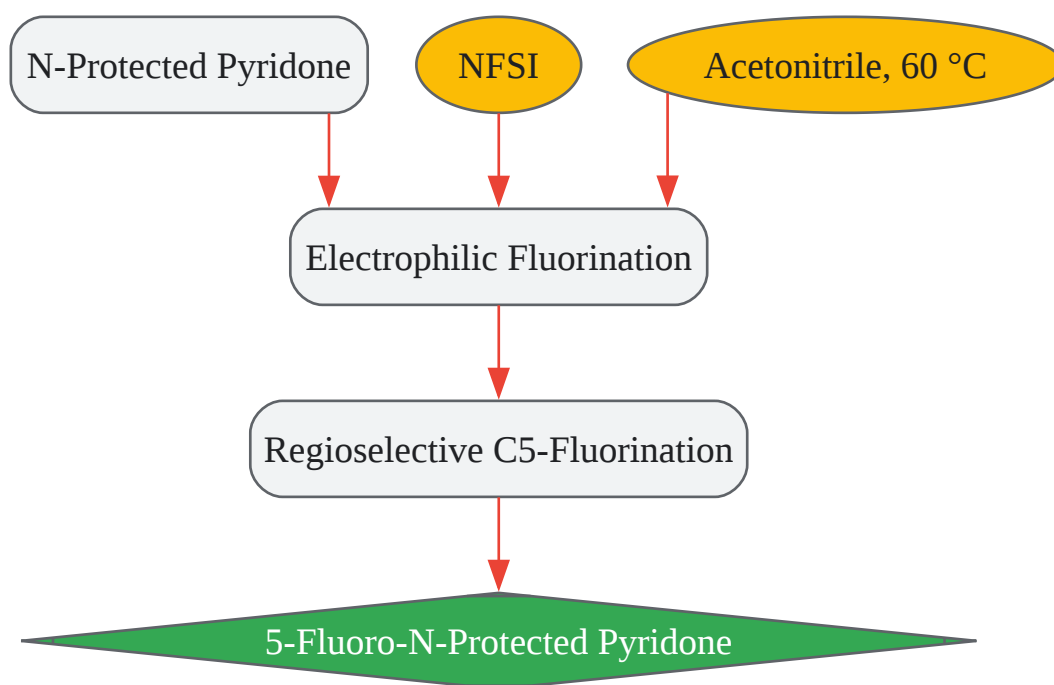 N-Protected Pyridone
NFSI
Acetonitrile, 60 °C
Electrophilic Fluorination
Regioselective C5-Fluorination
5-Fluoro-N-Protected Pyridone